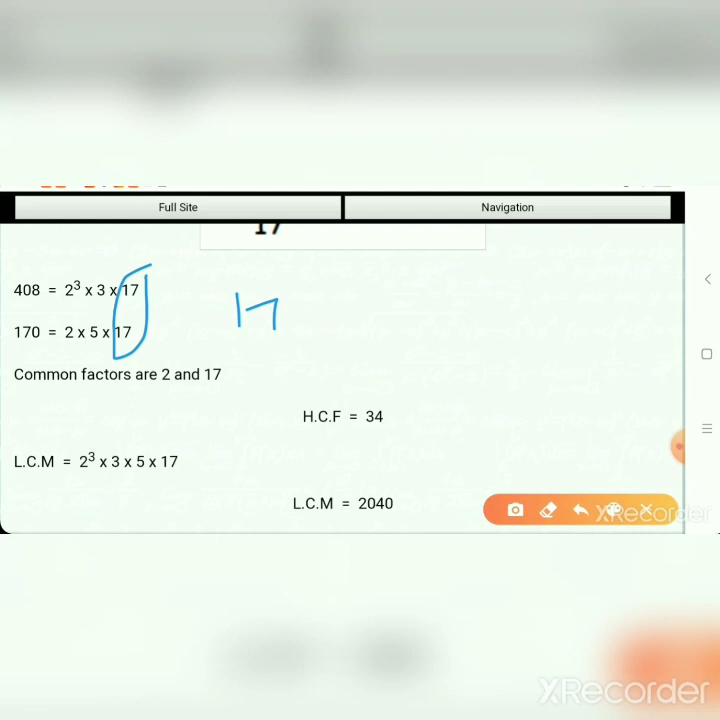 Full Site Navigation
17
408 = 2³ x 3 x 17
17
170 = 2 x 5 x 17
Common factors are 2 and 17
H.C.F = 34
L.C.M = 2³ x 3 x 5 x 17
L.C.M = 2040
XRecorder
XRecorder